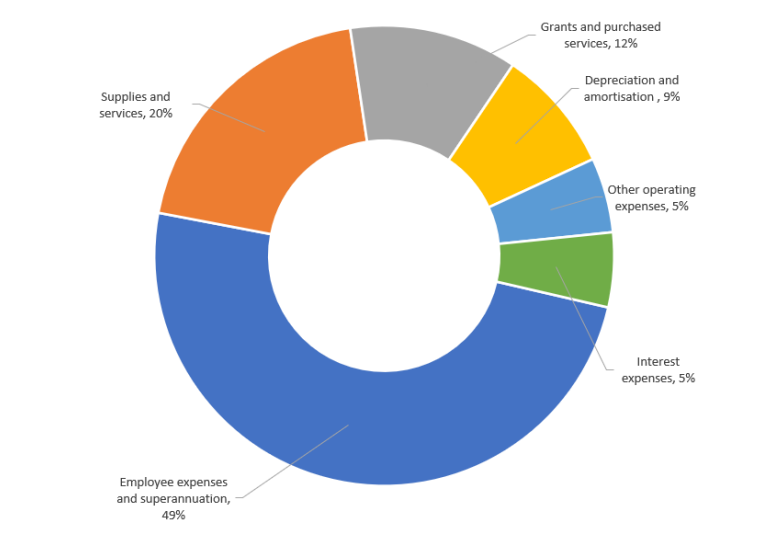 Grants and purchased
services, 12%
Depreciation and
amortisation , 9%
Supplies and
services, 20%
Other operating
expenses, 5%
Interest
expenses, 5%
Employee expenses
and superannuation,
49%